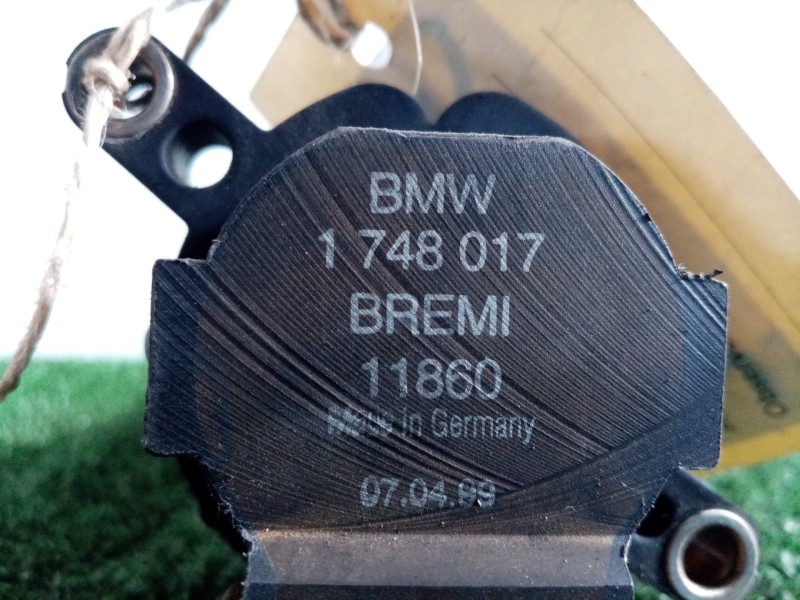 BMW
1 748 017
BREMI
11860
Made in Germany
07.04.99